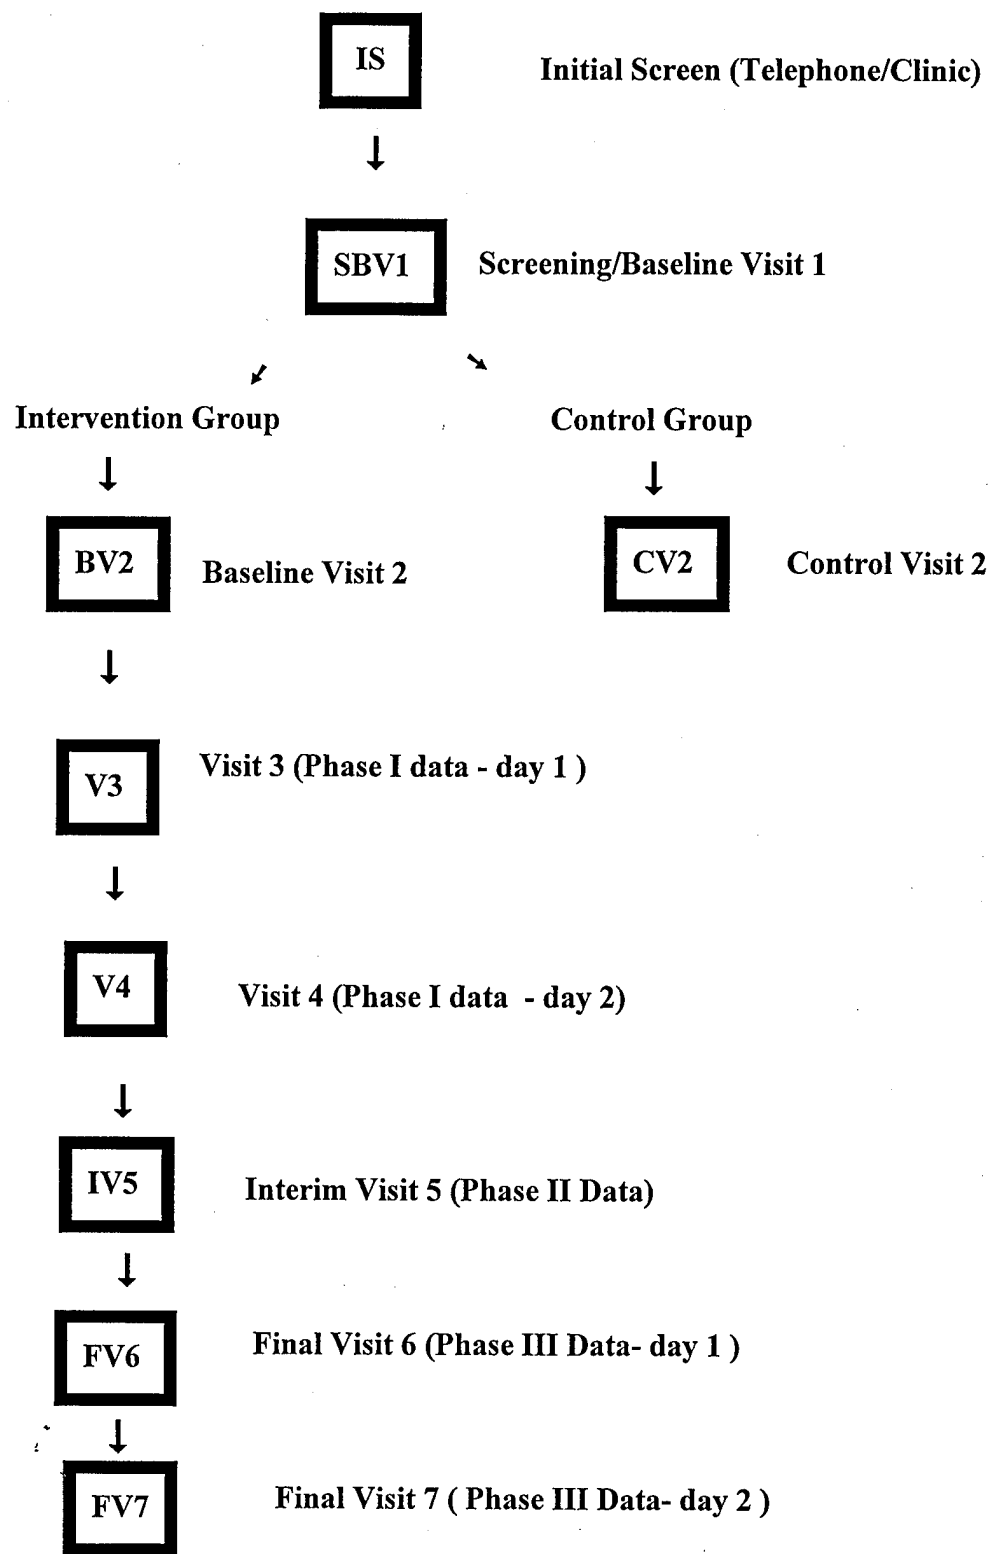 IS
Initial Screen (Telephone/Clinic)
SBV1
Screening/Baseline Visit 1
Intervention Group
Control Group
BV2
Baseline Visit 2
CV2
Control Visit 2
V3
Visit 3 (Phase I data - day 1 )
V4
Visit 4 (Phase I data - day 2)
IV5
Interim Visit 5 (Phase II Data)
FV6
Final Visit 6 (Phase III Data- day 1 )
FV7
Final Visit 7 ( Phase III Data- day 2 )